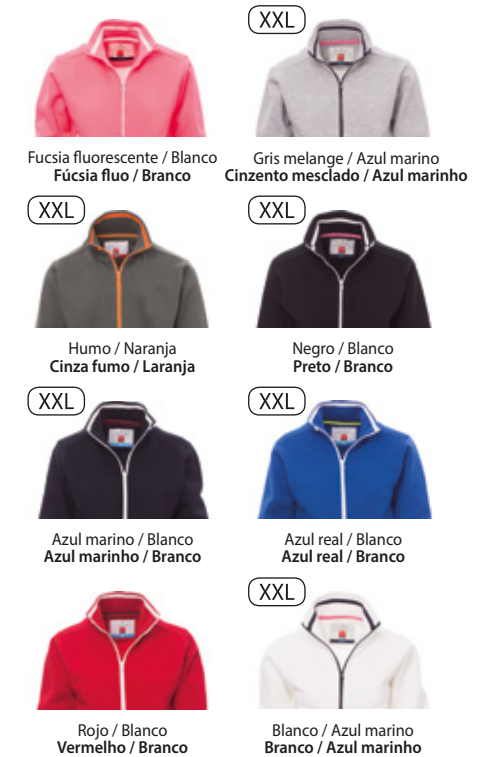 XXL
Fucsia fluorescente / Blanco
Fúcsia fluo / Branco
Gris melange / Azul marino
Cinzento mesclado / Azul marinho
XXL
XXL
Humo / Naranja
Cinza fumo / Laranja
Negro / Blanco
Preto / Branco
XXL
XXL
Azul marino / Blanco
Azul marinho / Branco
Azul real / Blanco
Azul real / Branco
XXL
Rojo / Blanco
Vermelho / Branco
Blanco / Azul marino
Branco / Azul marinho